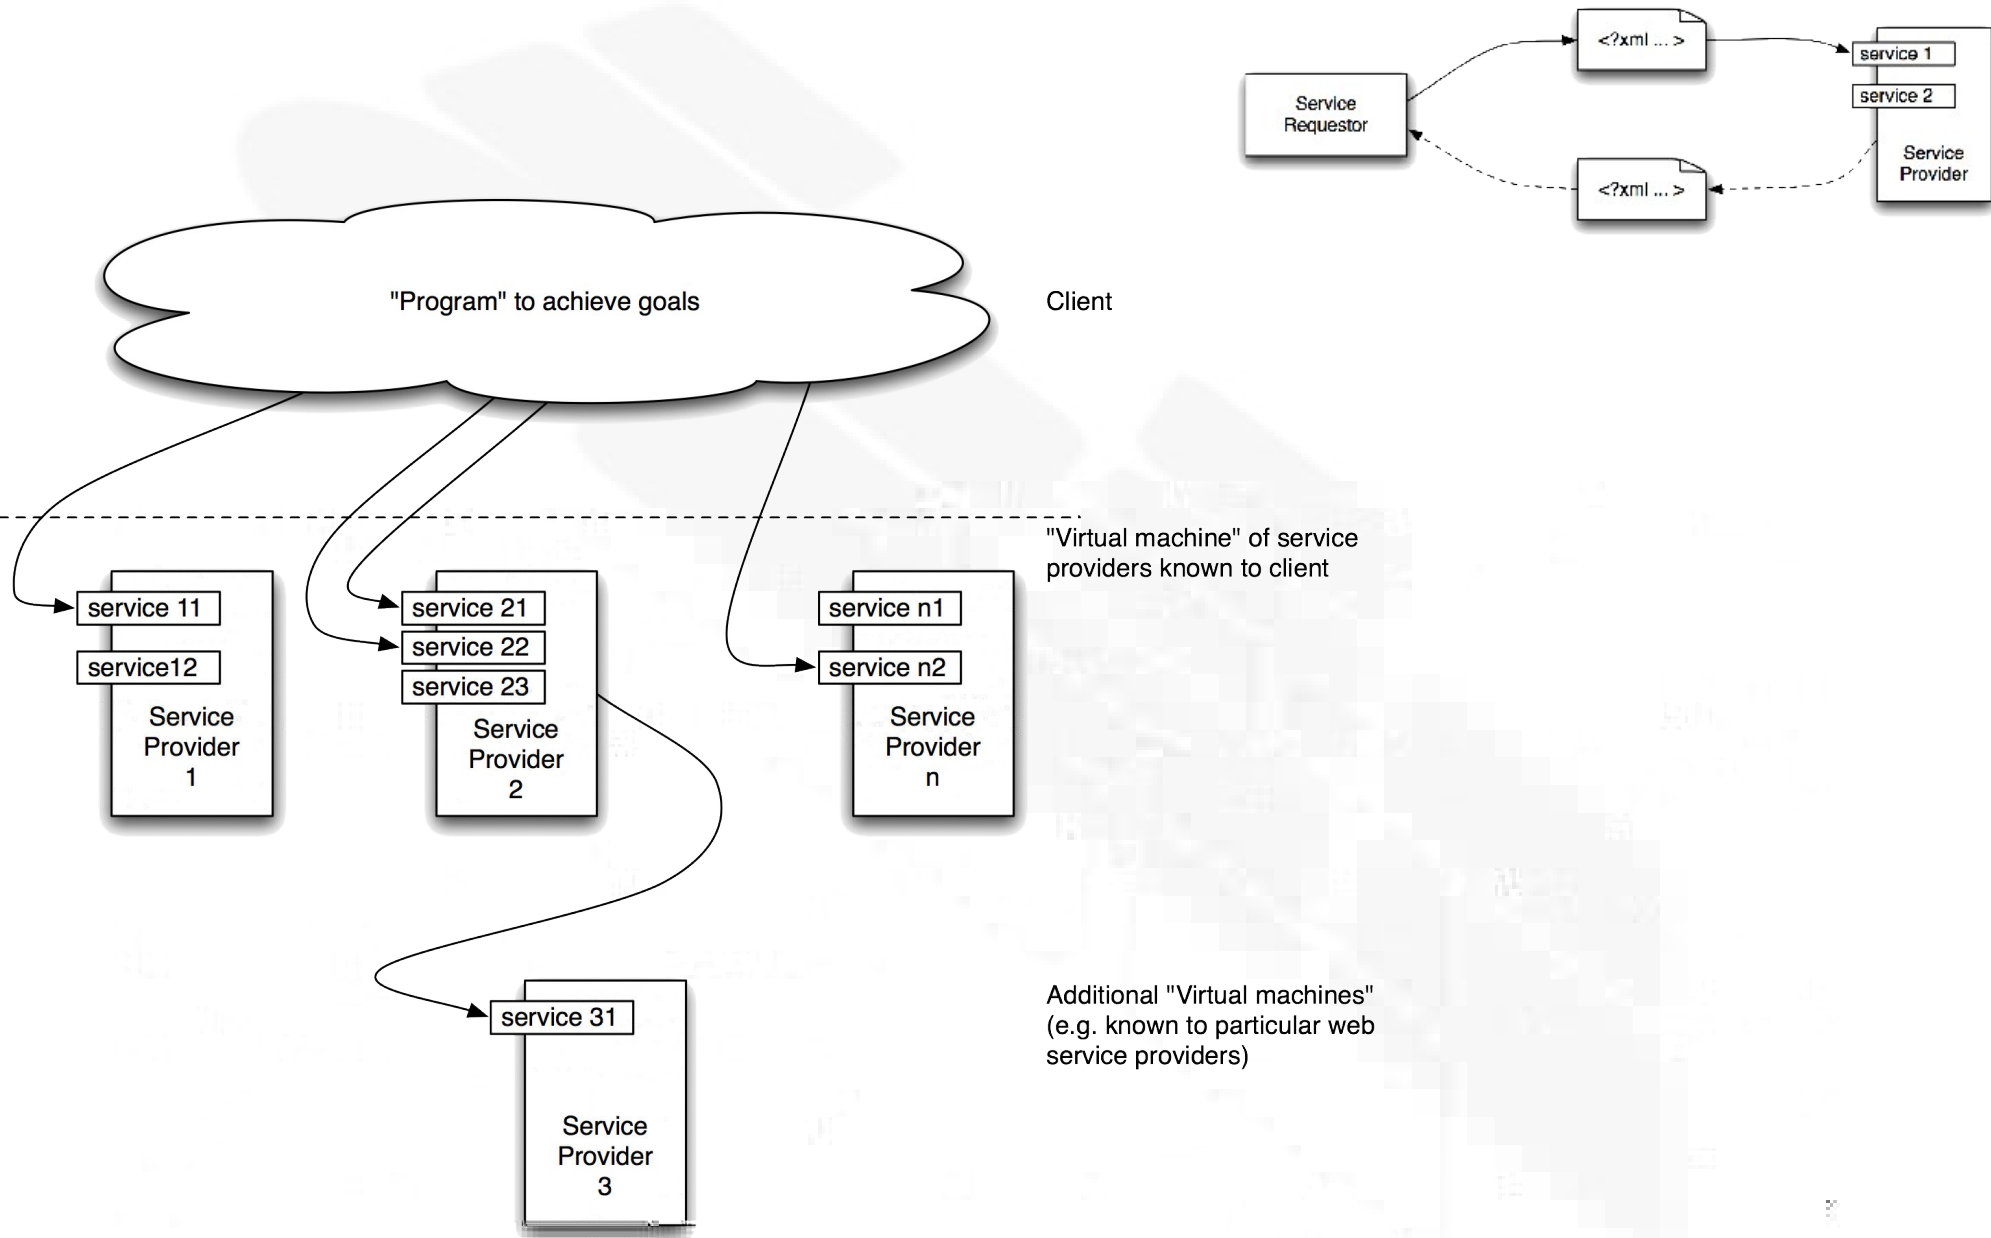 <?xml ... >
service 1
service 2
Service
Requestor
Service
Provider
<?xml ... >
"Program" to achieve goals
Client
"Virtual machine" of service
providers known to client
service 11
service12
Service
Provider
1
service 21
service 22
service 23
Service
Provider
2
service n1
service n2
Service
Provider
n
Additional "Virtual machines"
(e.g. known to particular web
service providers)
service 31
Service
Provider
3